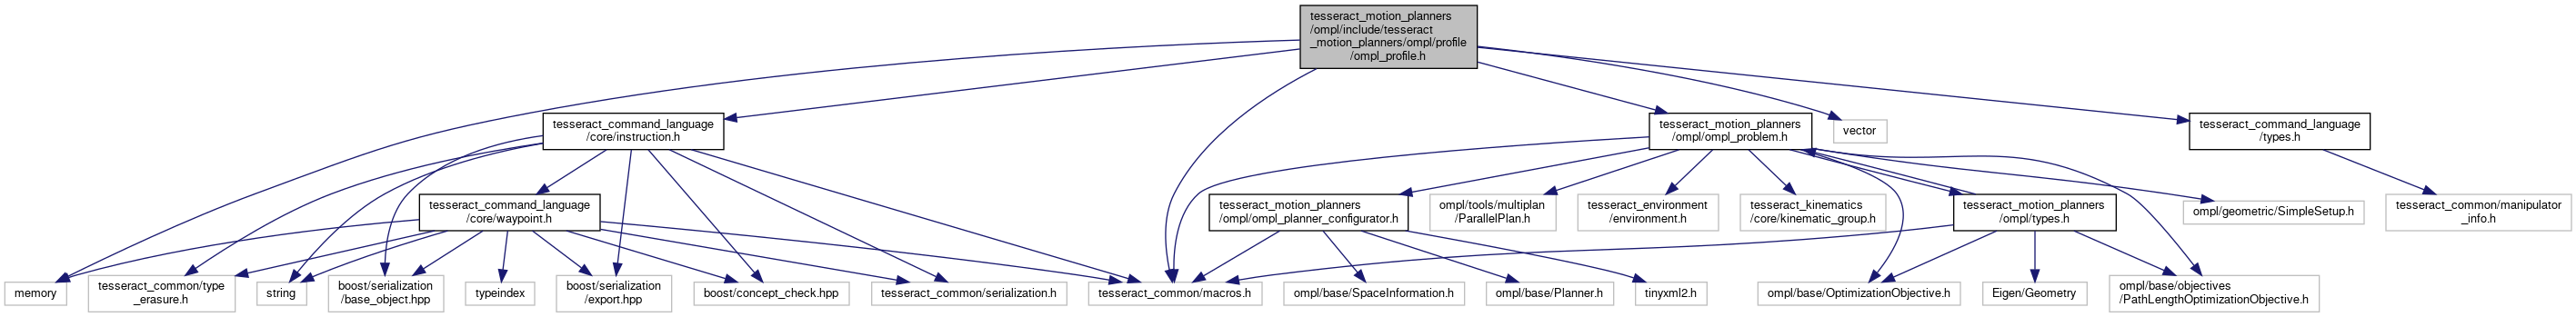 tesseract_motion_planners
/ompl/include/tesseract
_motion_planners/ompl/profile
/ompl_profile.h
tesseract_command_language
/core/instruction.h
tesseract_motion_planners
/ompl/ompl_problem.h
vector
tesseract_command_language
/types.h
tesseract_command_language
/core/waypoint.h
tesseract_motion_planners
/ompl/ompl_planner_configurator.h
ompl/tools/multiplan
/ParallelPlan.h
tesseract_environment
/environment.h
tesseract_kinematics
/core/kinematic_group.h
tesseract_motion_planners
/ompl/types.h
ompl/geometric/SimpleSetup.h
tesseract_common/manipulator
_info.h
memory
tesseract_common/type
_erasure.h
string
boost/serialization
/base_object.hpp
typeindex
boost/serialization
/export.hpp
boost/concept_check.hpp
tesseract_common/serialization.h
tesseract_common/macros.h
ompl/base/SpaceInformation.h
ompl/base/Planner.h
tinyxml2.h
ompl/base/OptimizationObjective.h
Eigen/Geometry
ompl/base/objectives
/PathLengthOptimizationObjective.h